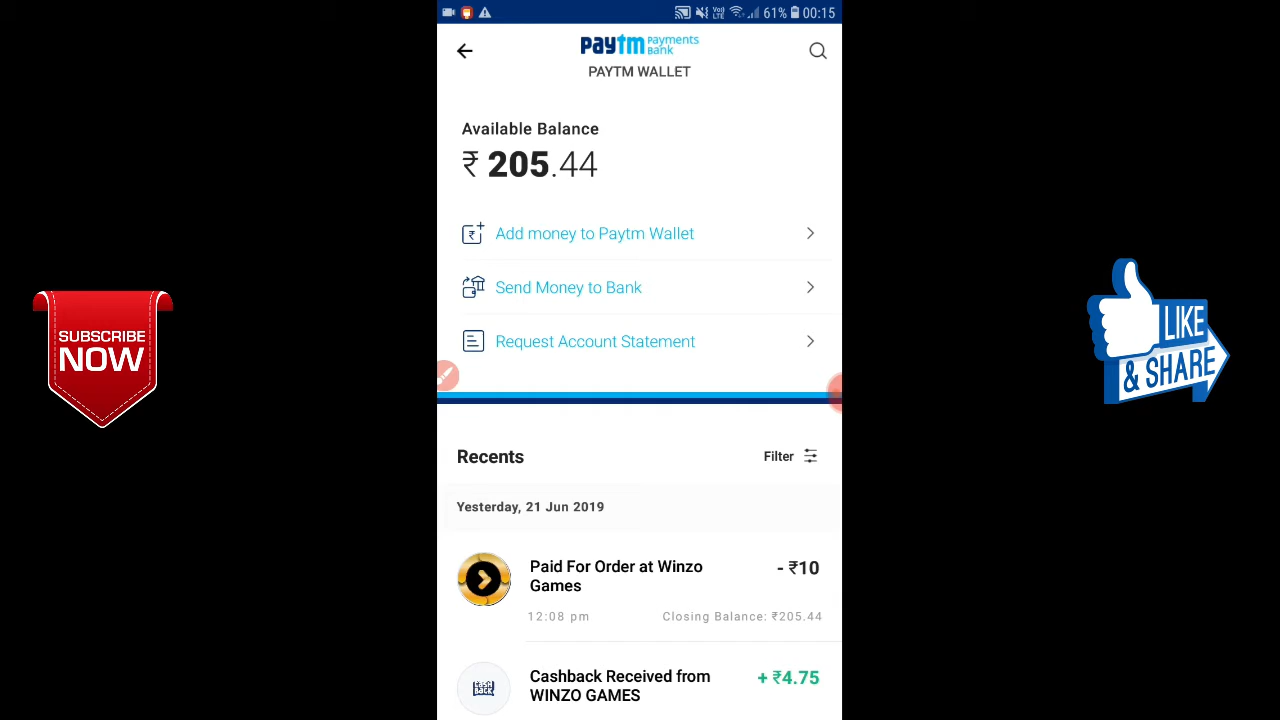 61% 00:15
paytm Payments Bank
PAYTM WALLET
Available Balance
₹ 205.44
Add money to Paytm Wallet
Send Money to Bank
Request Account Statement
SUBSCRIBE
NOW
LIKE
& SHARE
Recents
Filter
Yesterday, 21 Jun 2019
Paid For Order at Winzo
Games
- ₹10
12:08 pm
Closing Balance: ₹205.44
Cash Back
Cashback Received from
WINZO GAMES
+ ₹4.75